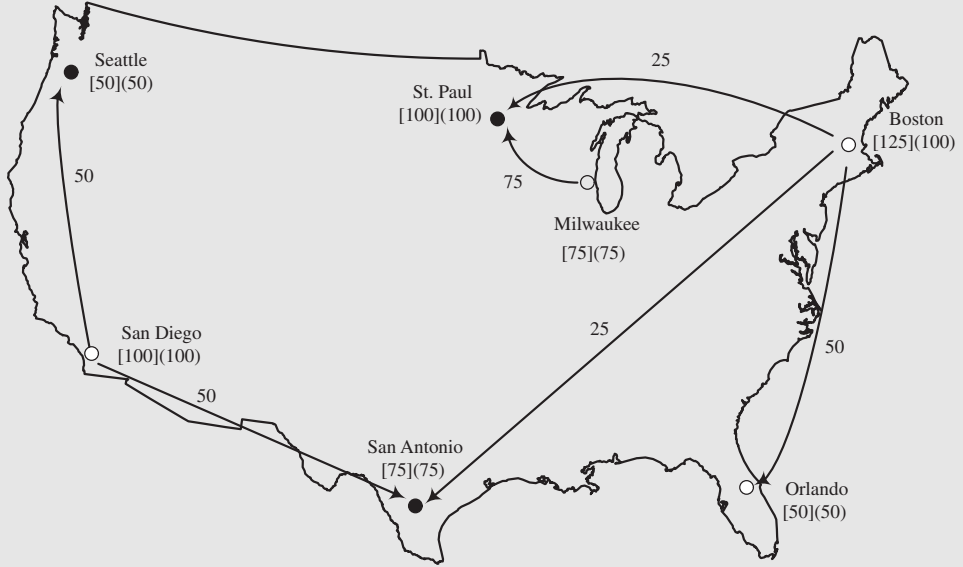 Seattle
[50](50)
25
St. Paul
[100](100)
Boston
[125](100)
50
75
Milwaukee
[75](75)
San Diego
[100](100)
25
50
50
San Antonio
[75](75)
Orlando
[50](50)